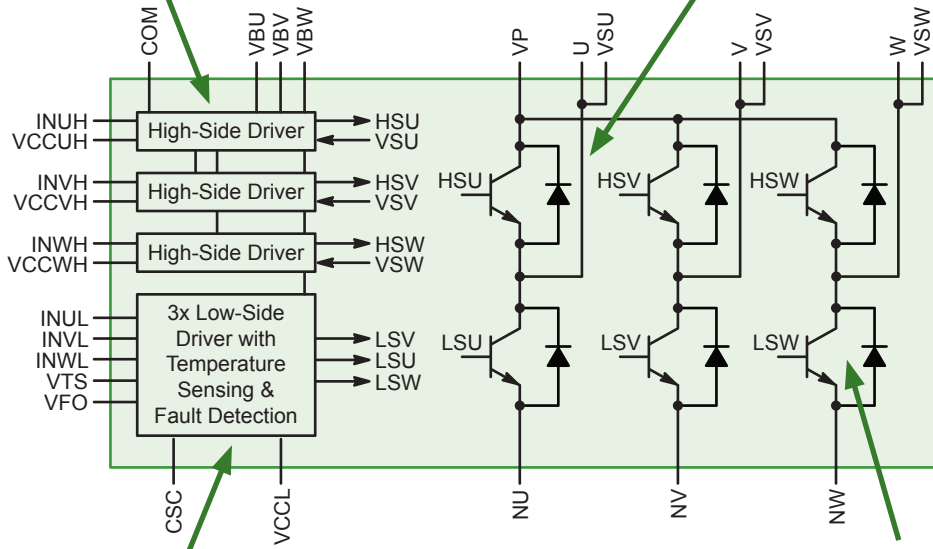 COM
VBU
VBV
VBW
VP
U
VSU
V
VSV
W
VSW
INUH
VCCUH
High-Side Driver
HSU
VSU
INVH
VCCVH
High-Side Driver
HSV
VSV
INWH
VCCWH
High-Side Driver
HSW
VSW
HSU
HSV
HSW
INUL
INVL
INWL
VTS
VFO
3x Low-Side
Driver with
Temperature
Sensing &
Fault Detection
LSV
LSU
LSW
LSU
LSV
LSW
CSC
VCCL
NU
NV
NW